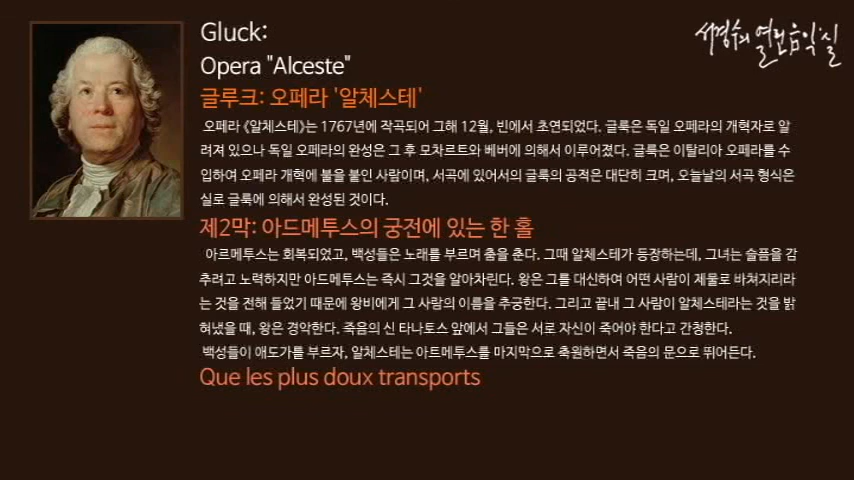 Gluck:
Opera "Alceste"
글루크: 오페라 '알체스테'
오페라 《알체스테》는 1767년에 작곡되어 그해 12월, 빈에서 초연되었다. 글룩은 독일 오페라의 개혁자로 알
려져 있으나 독일 오페라의 완성은 그 후 모차르트와 베버에 의해서 이루어졌다. 글룩은 이탈리아 오페라를 수
입하여 오페라 개혁에 불을 붙인 사람이며, 서곡에 있어서의 글룩의 공적은 대단히 크며, 오늘날의 서곡 형식은
실로 글룩에 의해서 완성된 것이다.
제2막: 아드메투스의 궁전에 있는 한 홀
아르메투스는 회복되었고, 백성들은 노래를 부르며 춤을 춘다. 그때 알체스테가 등장하는데, 그녀는 슬픔을 감
추려고 노력하지만 아드메투스는 즉시 그것을 알아차린다. 왕은 그를 대신하여 어떤 사람이 제물로 바쳐지리라
는 것을 전해 들었기 때문에 왕비에게 그 사람의 이름을 추궁한다. 그리고 끝내 그 사람이 알체스테라는 것을 밝
혀냈을 때, 왕은 경악한다. 죽음의 신 타나토스 앞에서 그들은 서로 자신이 죽어야 한다고 간청한다.
백성들이 애도가를 부르자, 알체스테는 아트메투스를 마지막으로 축원하면서 죽음의 문으로 뛰어든다.
Que les plus doux transports
서경수의 열린음악실